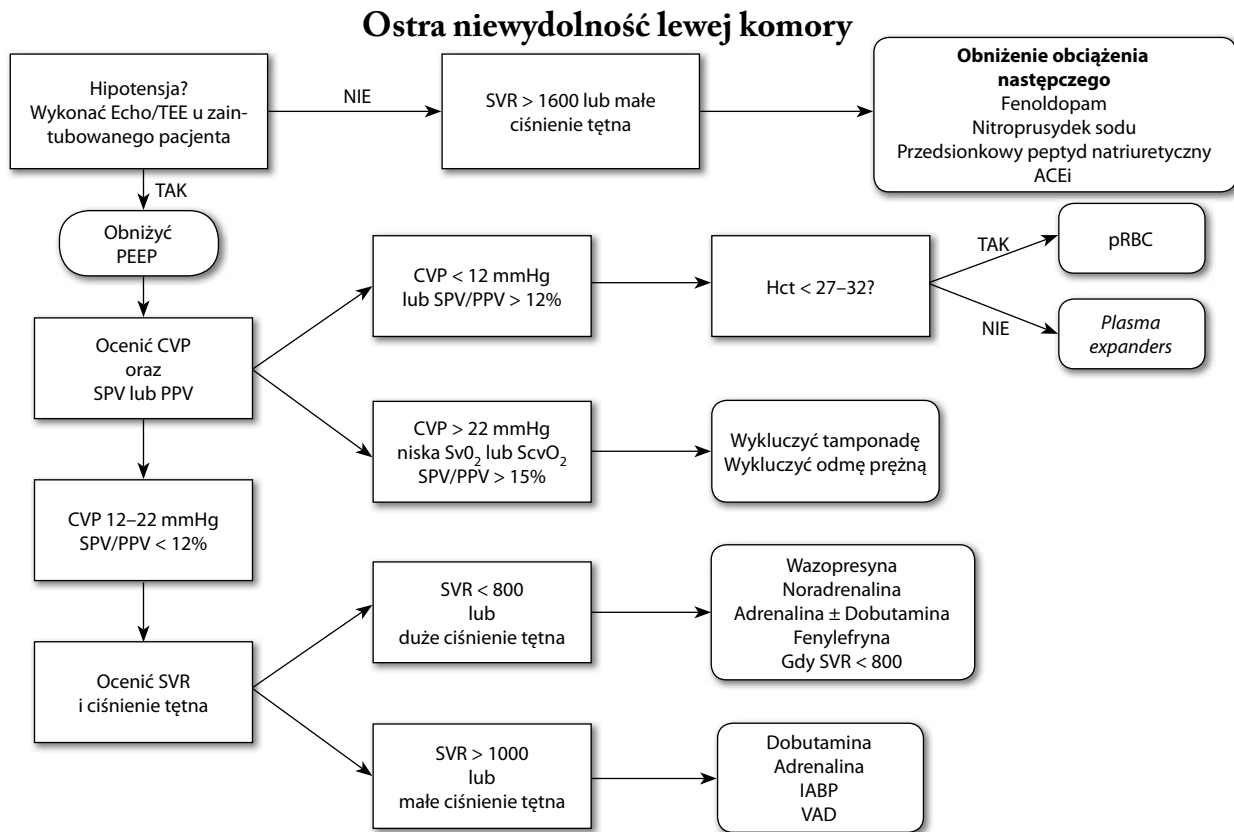 Ostra niewydolność lewej komory
Hipotensja?
Wykonać Echo/TEE u zain-
tubowanego pacjenta
NIE
SVR > 1600 lub małe
ciśnienie tętna
Obniżenie obciążenia
następczego
Fenoldopam
Nitroprusydek sodu
Przedsionkowy peptyd natriuretyczny
ACEi
TAK
Obniżyć
PEEP
Ocenić CVP
oraz
SPV lub PPV
CVP < 12 mmHg
lub SPV/PPV > 12%
Hct < 27–32?
TAK
pRBC
NIE
Plasma
expanders
CVP > 22 mmHg
niska Sv0₂ lub ScvO₂
SPV/PPV > 15%
Wykluczyć tamponadę
Wykluczyć odmę prężną
CVP 12–22 mmHg
SPV/PPV < 12%
Ocenić SVR
i ciśnienie tętna
SVR < 800
lub
duże ciśnienie tętna
Wazopresyna
Noradrenalina
Adrenalina ± Dobutamina
Fenylefryna
Gdy SVR < 800
SVR > 1000
lub
małe ciśnienie tętna
Dobutamina
Adrenalina
IABP
VAD